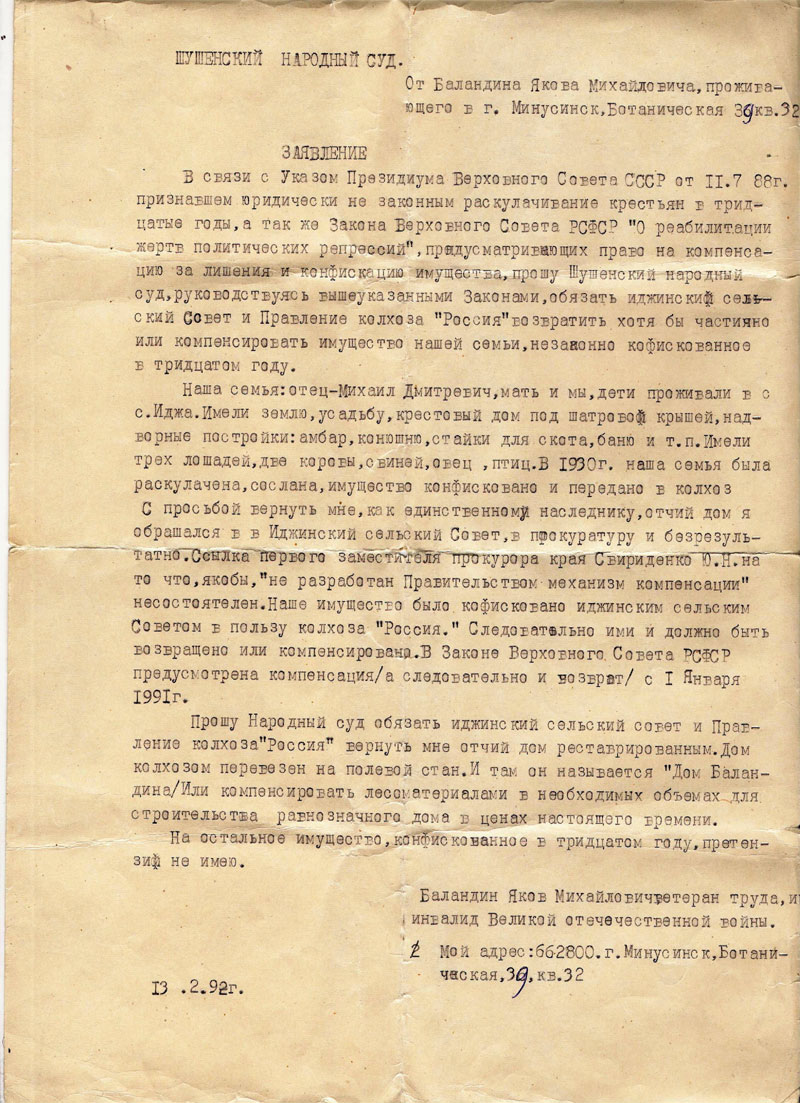 ШУШЕНСКИЙ НАРОДНЫЙ СУД.
От Баландина Якова Михайловича,прожива-
ющего в г. Минусинск,Ботаническая 39кв.32
ЗАЯВЛЕНИЕ
В связи с Указом Президиума Верховного Совета СССР от II.7 88г.
признавшем юридически не законным раскулачивание крестьян в трид-
цатые годы,а так же Закона Верховного Совета РСФСР "О реабилитации
жертв политических репрессий",предусматривающих право на компенса-
цию за лишения и конфискацию имущества,прошу Шушенский народный
суд,руководствуясь вышеуказанными Законами,обязать иджинский сель-
ский Совет и Правление колхоза "Россия"возвратить хотя бы частично
или компенсировать имущество нашей семьи,незаконно кофискованное
в тридцатом году.
Наша семья:отец-Михаил Дмитревич,мать и мы,дети проживали в с
с.Иджа.Имели землю,усадьбу,крестовый дом под шатровой крышей,над-
ворные постройки:амбар,конюшню,стайки для скота,баню и т.п.Имели
трех лошадей,две коровы,свиней,овец ,птиц.В 1930г. наша семья была
раскулачена,сослана,имущество конфисковано и передано в колхоз
С просьбой вернуть мне,как единственному наследнику,отчий дом я
обращался в в Иджинский сельский Совет,в прокуратуру и безрезуль-
татно.Ссылка первого заместителя прокурора края Свириденко Ю.Н.на
то что,якобы,"не разработан Правительством механизм компенсации"
несостоятелен.Наше имущество было кофисковано иджинским сельским
Советом в пользу колхоза "Россия." Следовательно ими и должно быть
возвращено или компенсировано.В Законе Верховного Совета РСФСР
предусмотрена компенсация/а следовательно и возврат/ с I Января
1991г.
Прошу Народный суд обязать иджинский сельский совет и Прав-
ление колхоза"Россия" вернуть мне отчий дом реставрированным.Дом
колхозом перевезен на полевой стан.И там он называется "Дом Балан-
дина/Или компенсировать лесоматериалами в необходимых объемах для
строительства равнозначного дома в ценах настоящего времени.
На остальное имущество,конфискованное в тридцатом году,претен-
зий не имею.
Баландин Яков Михайловичветеран труда,и
инвалид Великой отечечественной войны.
Мой адрес:662800.г.Минусинск,Ботани-
ческая,39,кв.32
I3 .2.92г.